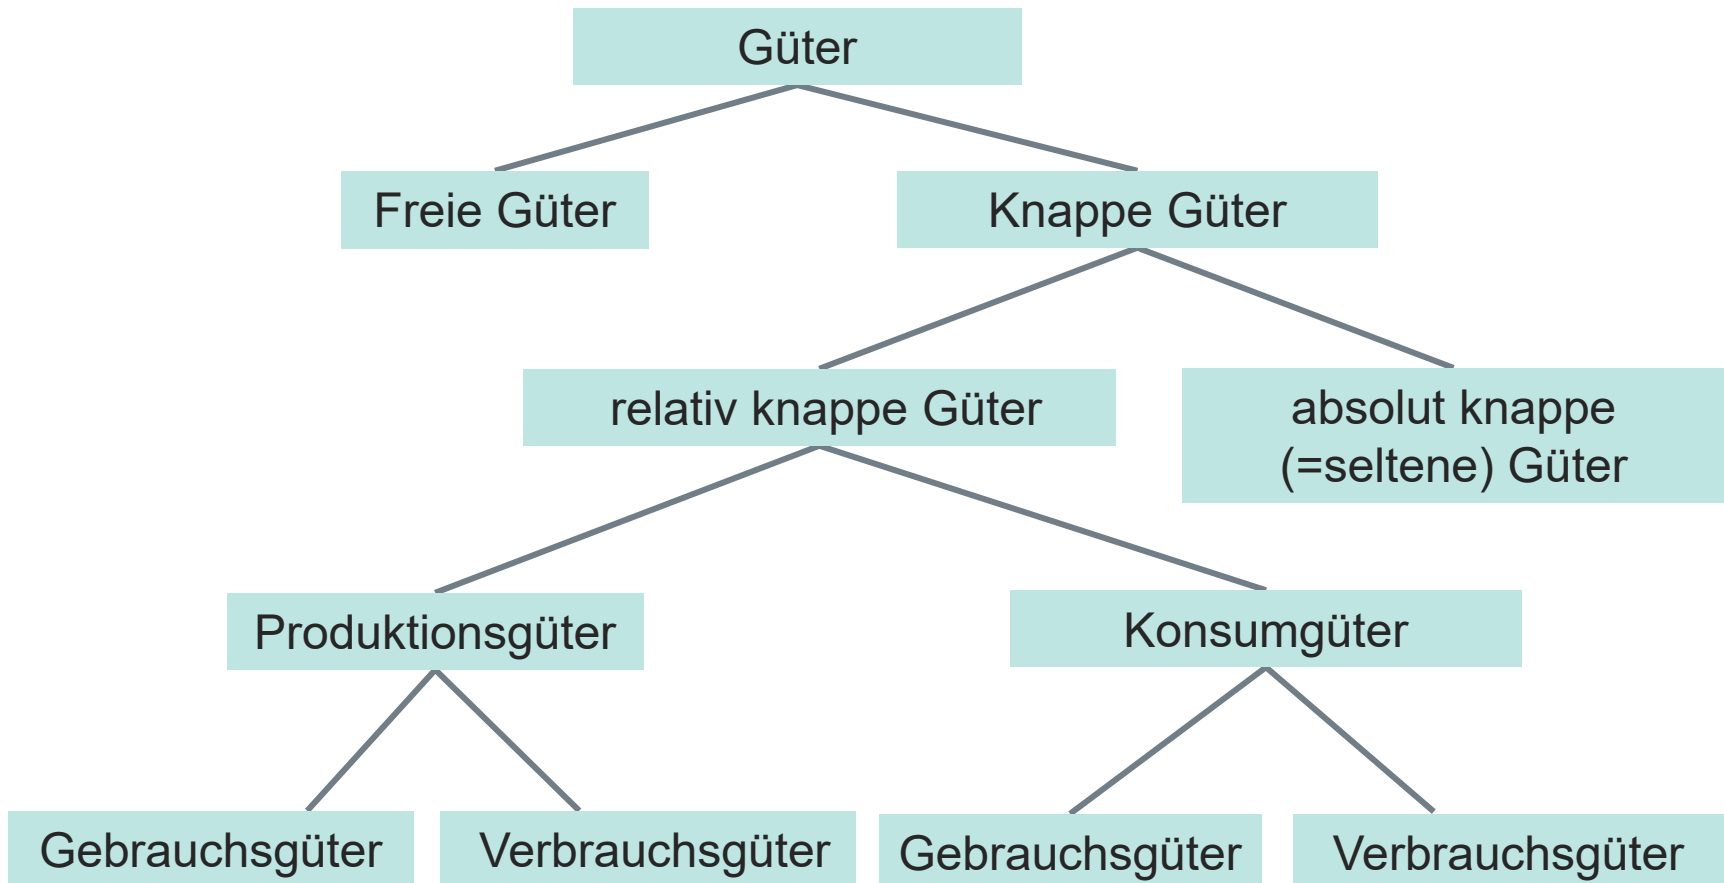 Güter
Freie Güter
Knappe Güter
relativ knappe Güter
absolut knappe
(=seltene) Güter
Produktionsgüter
Konsumgüter
Gebrauchsgüter
Verbrauchsgüter
Gebrauchsgüter
Verbrauchsgüter